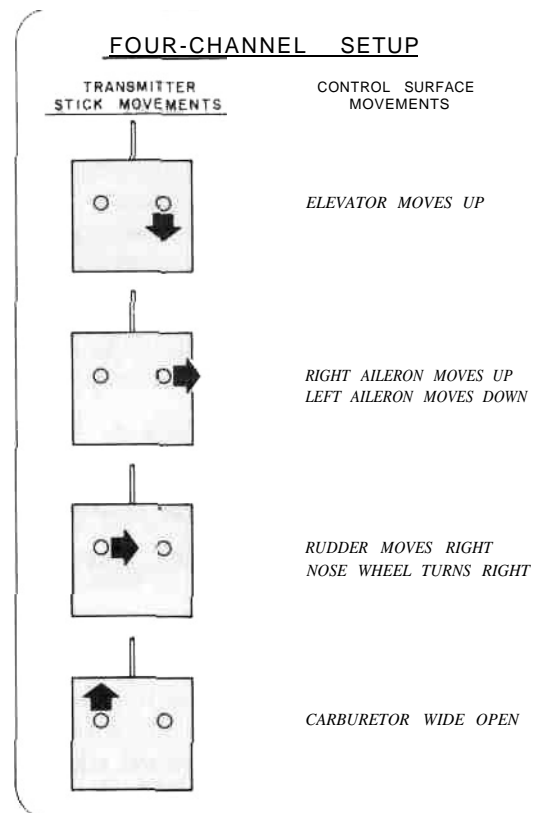 FOUR-CHANNEL SETUP
TRANSMITTER
STICK MOVEMENTS
CONTROL SURFACE
MOVEMENTS
ELEVATOR MOVES UP
RIGHT AILERON MOVES UP
LEFT AILERON MOVES DOWN
RUDDER MOVES RIGHT
NOSE WHEEL TURNS RIGHT
CARBURETOR WIDE OPEN